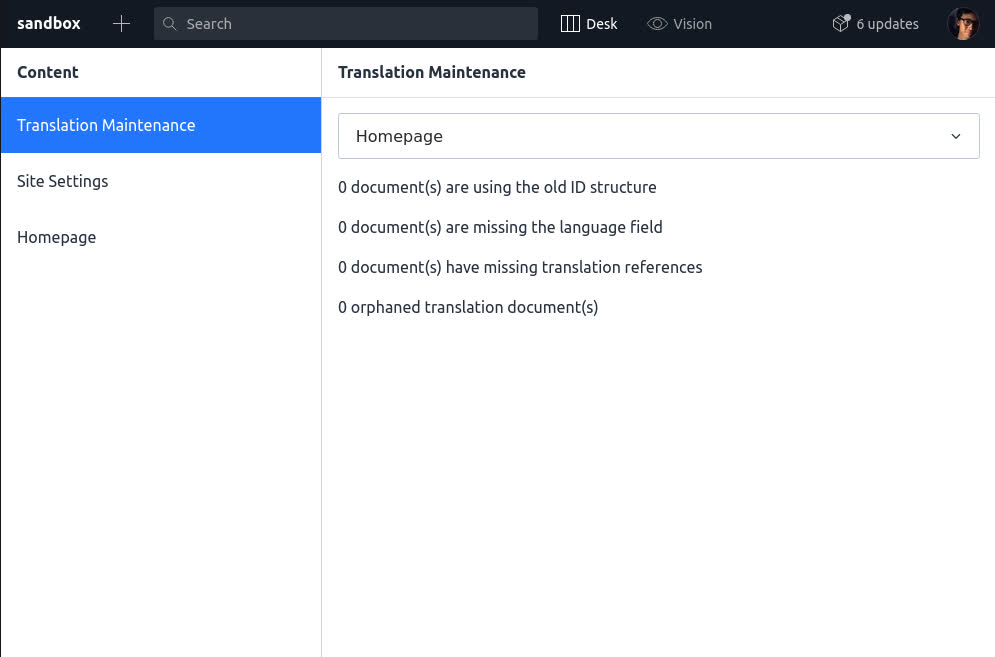 sandbox
Search
Desk
Vision
6 updates
Content
Translation Maintenance
Site Settings
Homepage
Translation Maintenance
Homepage
0 document(s) are using the old ID structure
0 document(s) are missing the language field
0 document(s) have missing translation references
0 orphaned translation document(s)